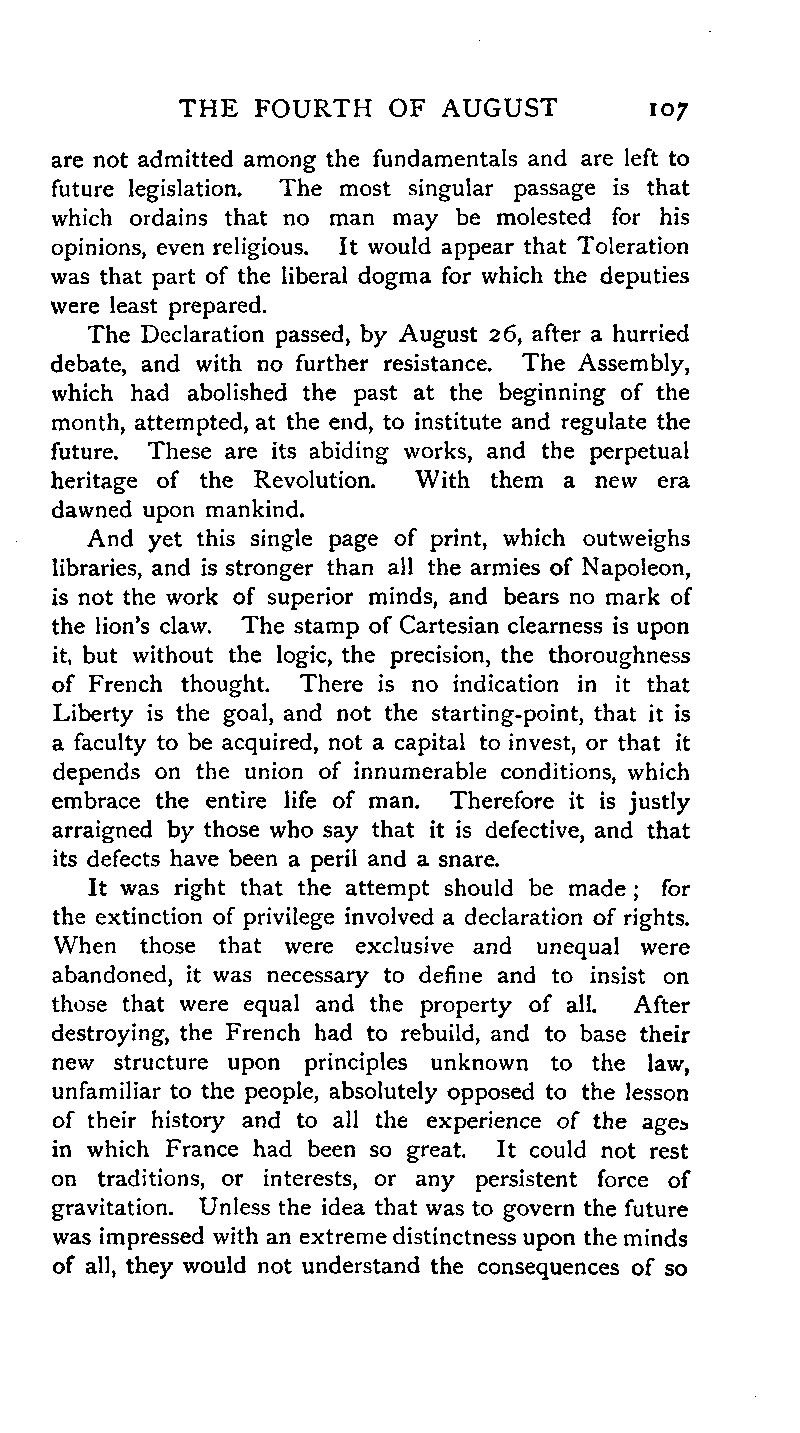 THE FOURTH OF AUGUST 107
are not admitted among the fundamentals and are left to
future legislation. The most singular passage is that
which ordains that no man may be molested for his
opinions, even religious. It would appear that Toleration
was that part of the liberal dogma for which the deputies
were least prepared.
The Declaration passed, by August 26, after a hurried
debate, and with no further resistance. The Assembly,
which had abolished the past at the beginning of the
month, attempted, at the end, to institute and regulate the
future. These are its abiding works, and the perpetual
heritage of the Revolution. With them a new era
dawned upon mankind.
And yet this single page of print, which outweighs
libraries, and is stronger than all the armies of Napoleon,
is not the work of superior minds, and bears no mark of
the lion's claw. The stamp of Cartesian clearness is upon
it, but without the logic, the precision, the thoroughness
of French thought. There is no indication in it that
Liberty is the goal, and not the starting-point, that it is
a faculty to be acquired, not a capital to invest, or that it
depends on the union of innumerable conditions, which
embrace the entire life of man. Therefore it is justly
arraigned by those who say that it is defective, and that
its defects have been a peril and a snare.
It was right that the attempt should be made ; for
the extinction of privilege involved a declaration of rights.
When those that were exclusive and unequal were
abandoned, it was necessary to define and to insist on
those that were equal and the property of all. After
destroying, the French had to rebuild, and to base their
new structure upon principles unknown to the law,
unfamiliar to the people, absolutely opposed to the lesson
of their history and to all the experience of the ages
in which France had been so great. It could not rest
on traditions, or interests, or any persistent force of
gravitation. Unless the idea that was to govern the future
was impressed with an extreme distinctness upon the minds
of all, they would not understand the consequences of so